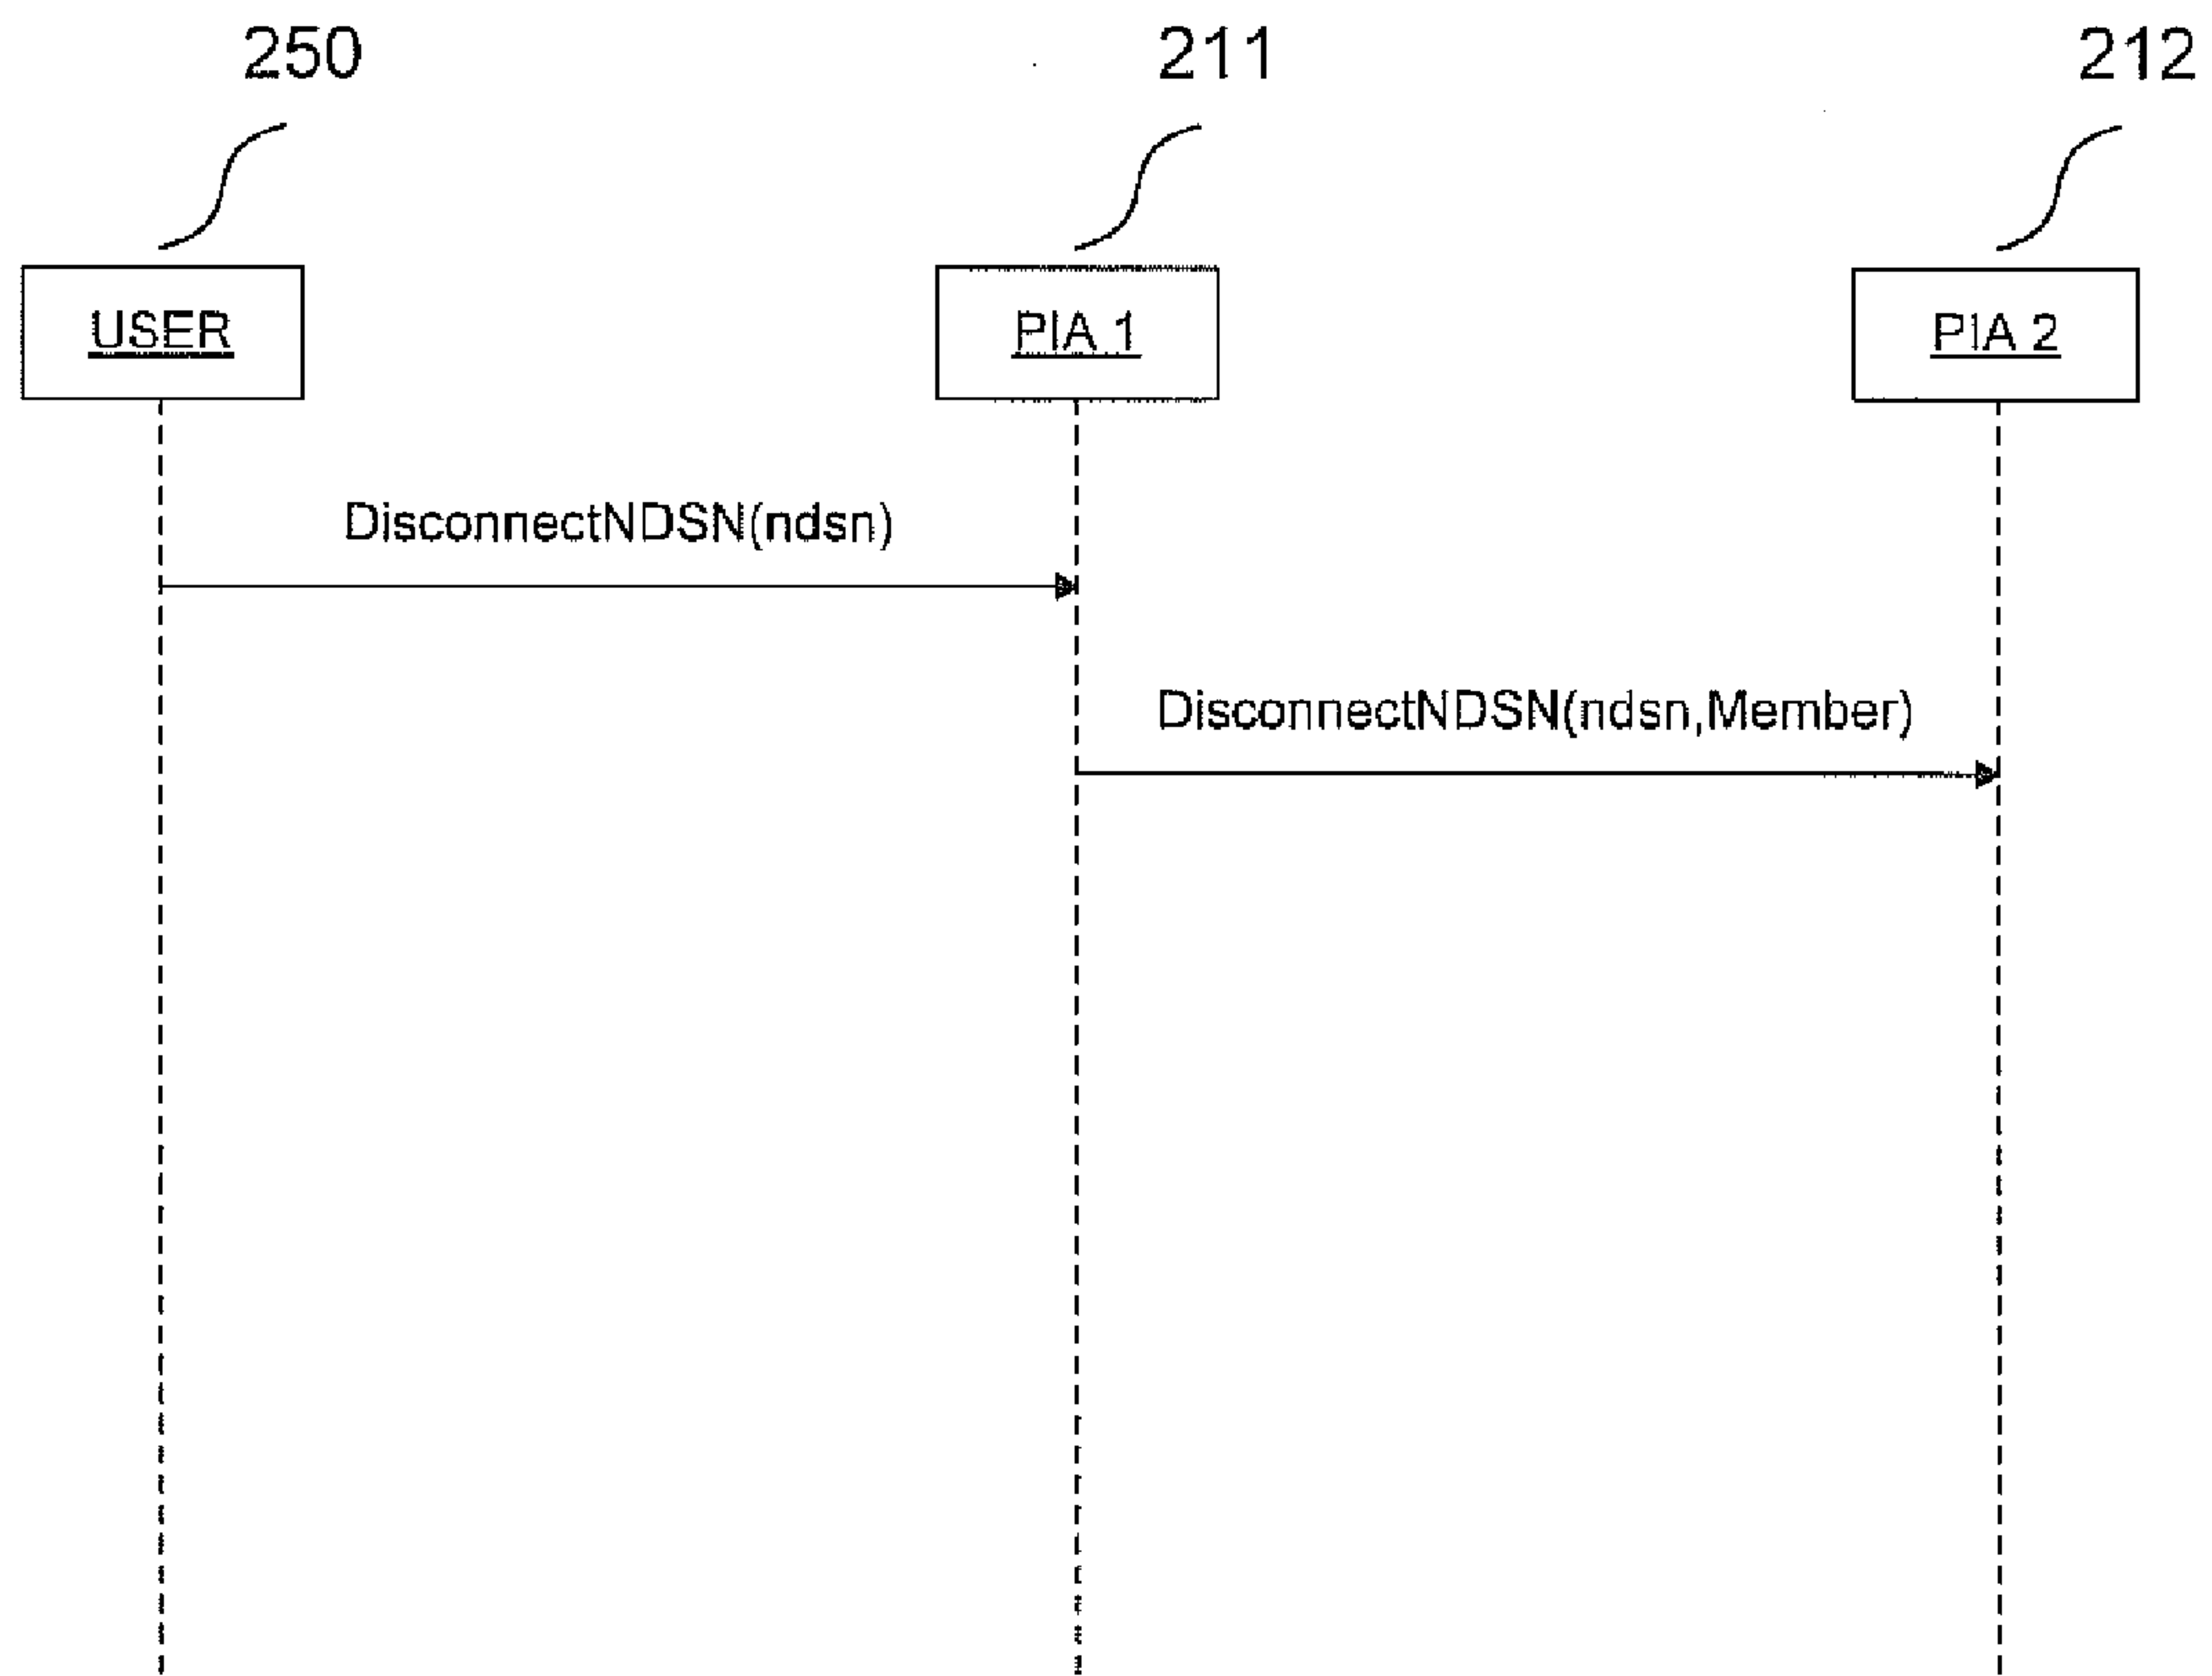 250 211 212
USER PIA 1 PIA 2
DisconnectNDSN(ndsn)
DisconnectNDSN(ndsn,Member)